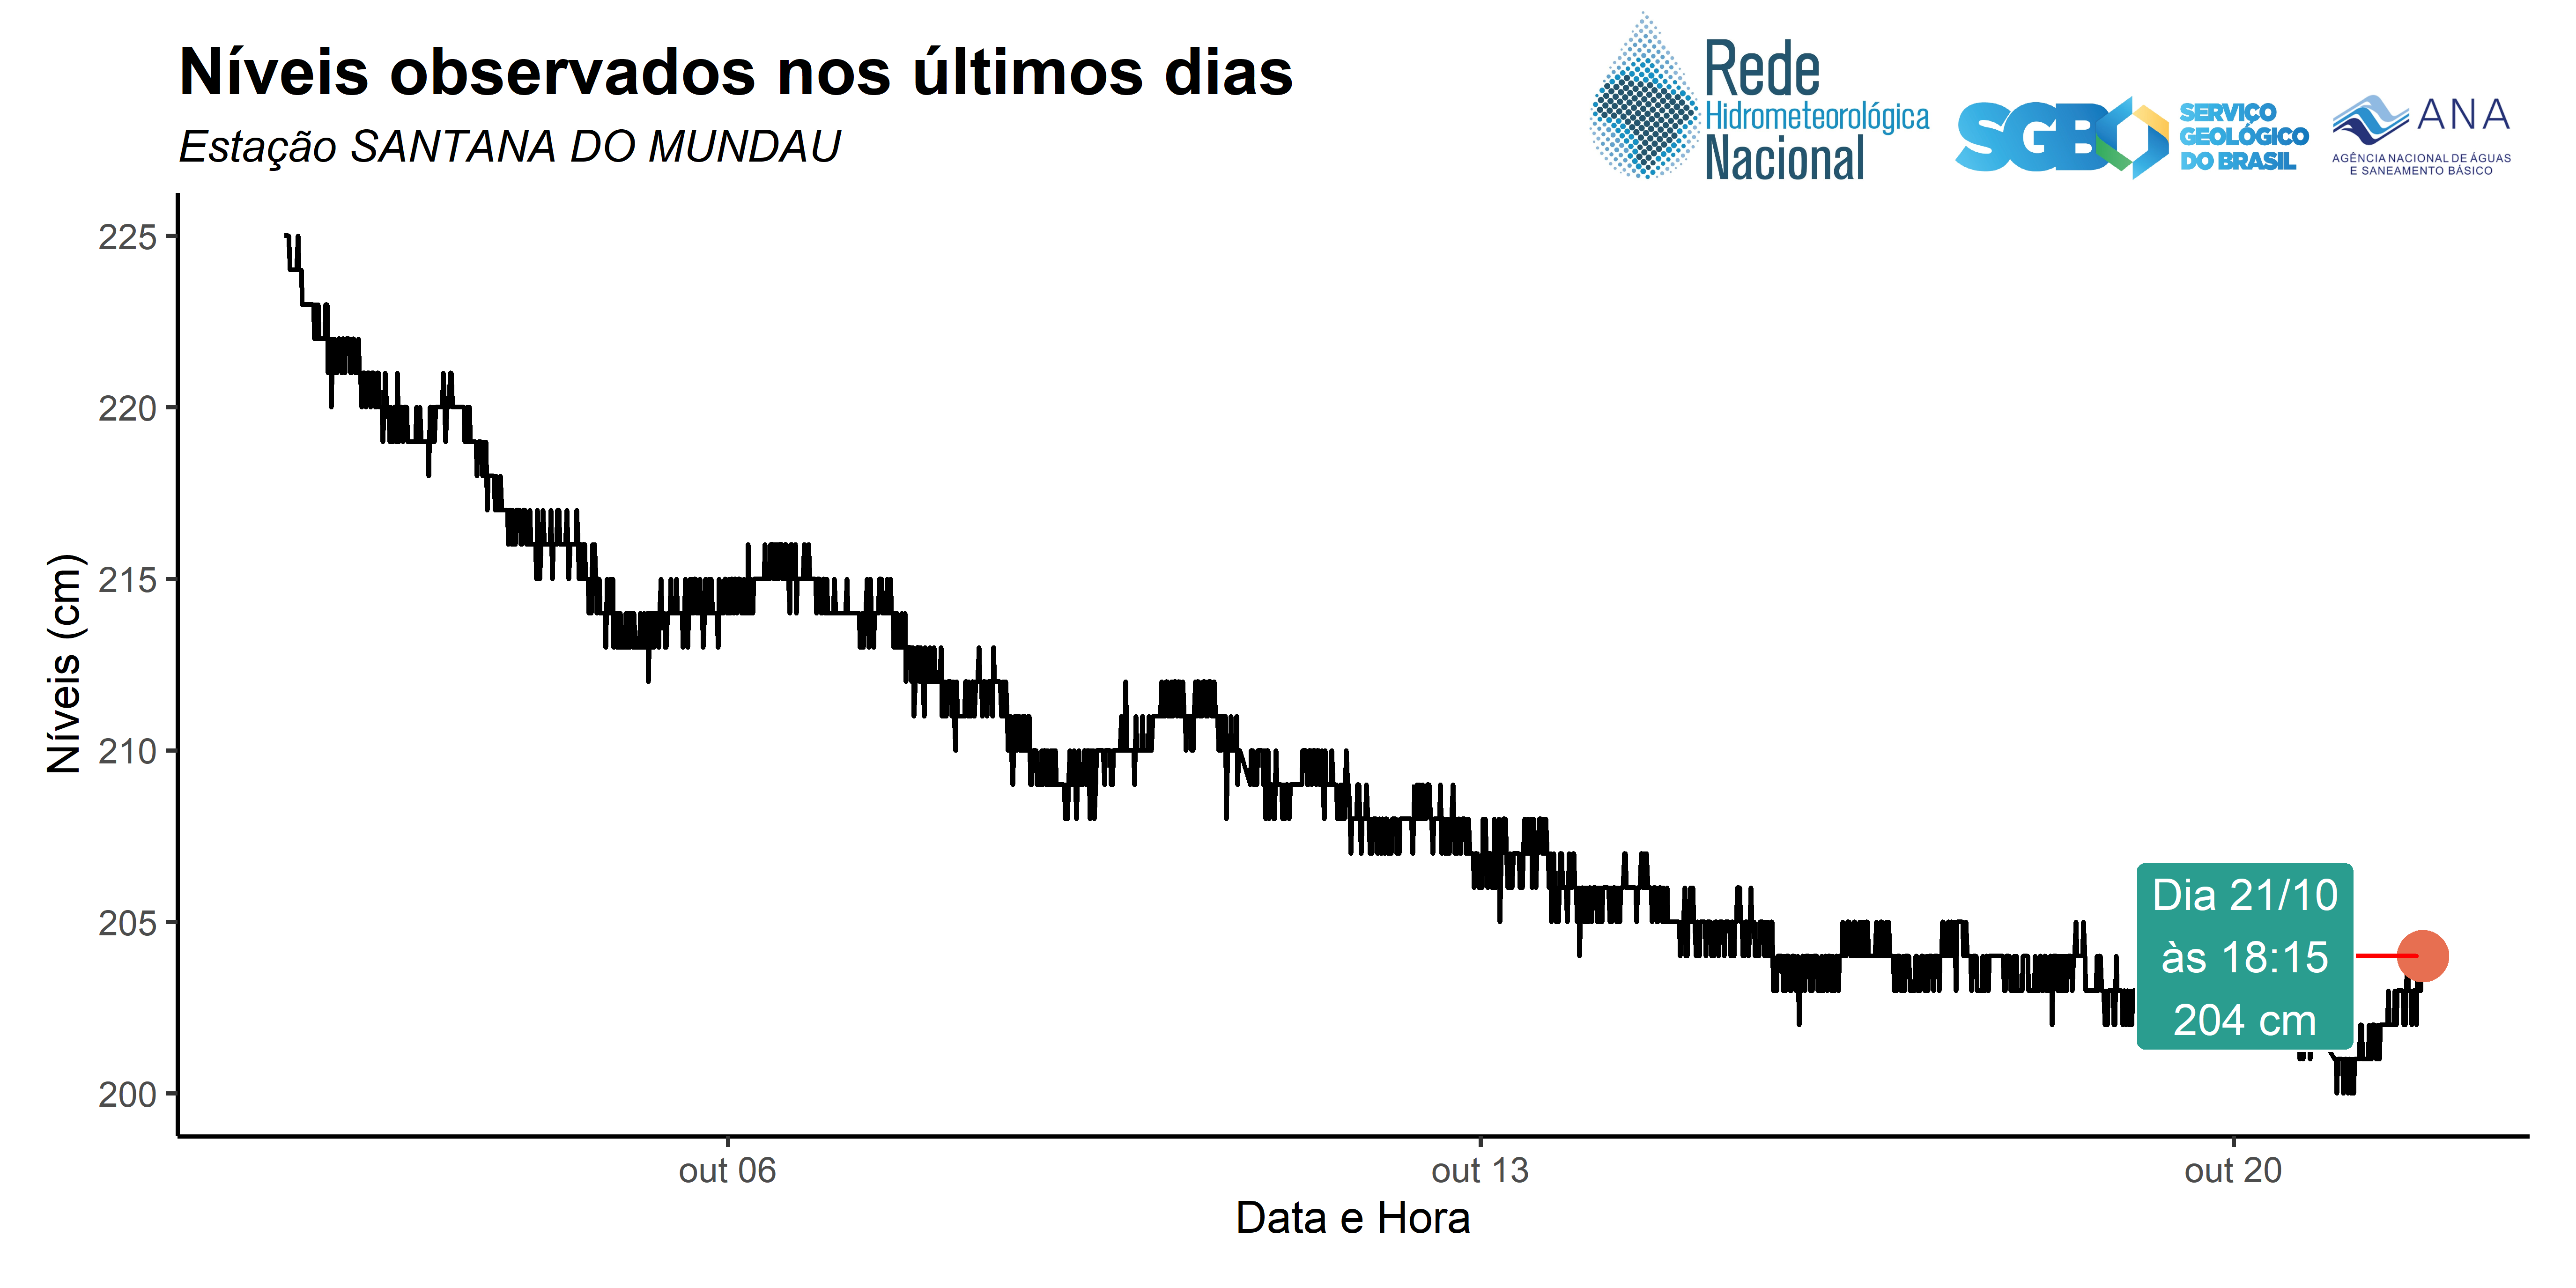 Níveis observados nos últimos dias
Estação SANTANA DO MUNDAU
Rede
Hidrometeorológica
Nacional
SGB
SERVIÇO
GEOLÓGICO
DO BRASIL
ANA
AGÊNCIA NACIONAL DE ÁGUAS
E SANEAMENTO BÁSICO
Níveis (cm)
225
220
215
210
205
200
Dia 21/10
às 18:15
204 cm
out 06
out 13
out 20
Data e Hora